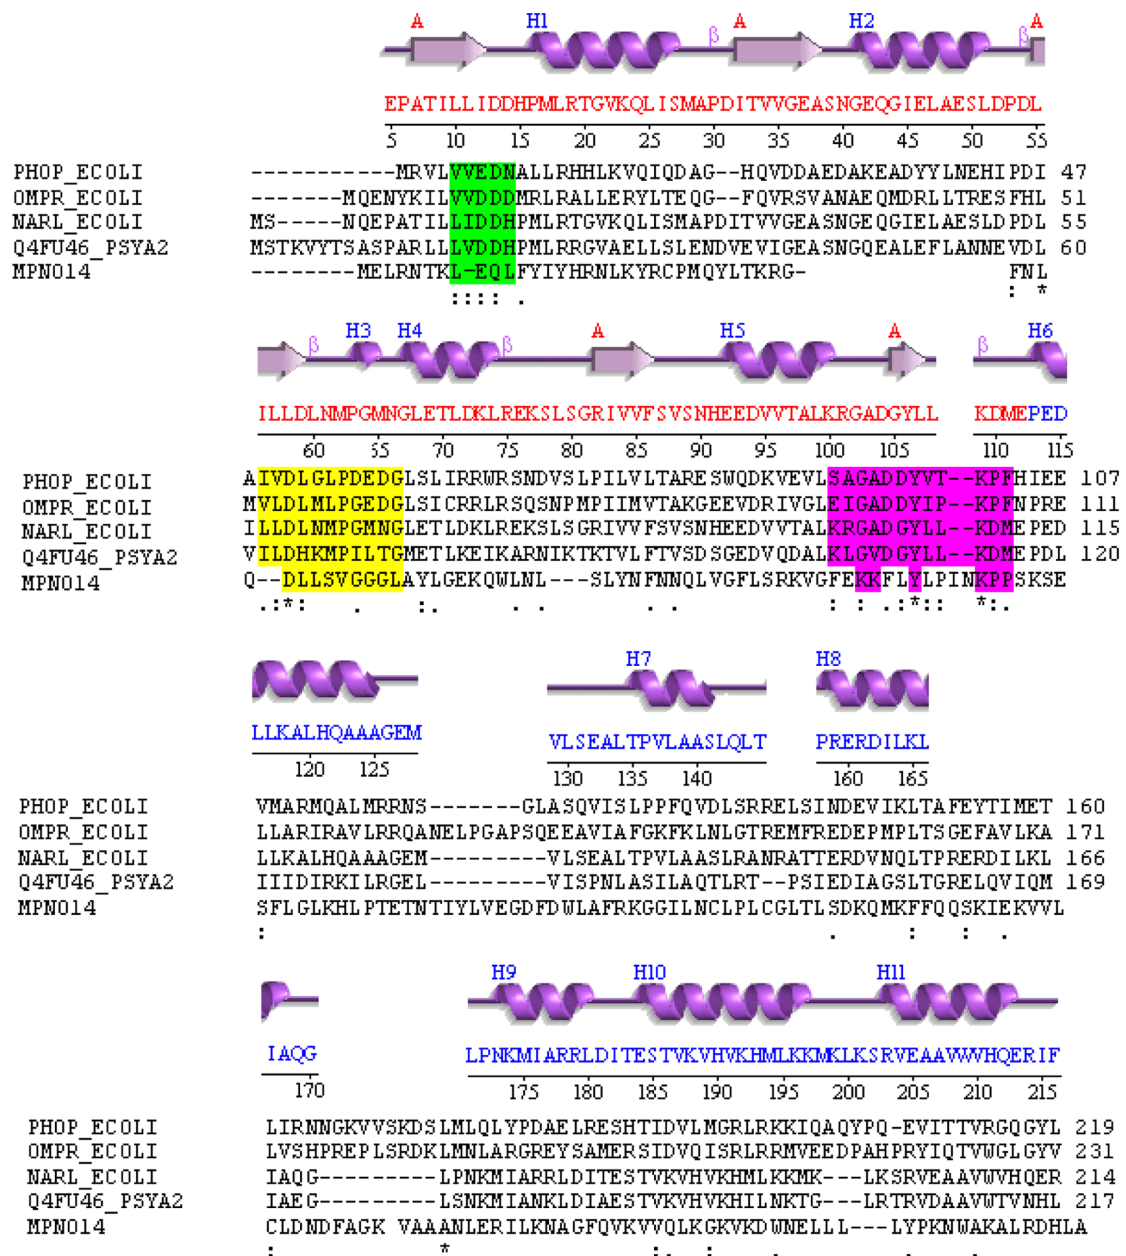 A H1 β A H2 β A
EPATILLIDDHPMLRTGVKQLISMAPDITVVGEASNGEQGIELAESLDPDL
5 10 15 20 25 30 35 40 45 50 55
PHOP_ECOLI -----------MRVLVVEDNALLRHHLKVQIQDAG--HQVDDAEDAKEADYYLNEHIPDI 47
OMPR_ECOLI -------MQENYKILVVDDDMRLRALLERYLTEQG--FQVRSVANAEQMDRLLTRESFHL 51
NARL_ECOLI MS-----NQEPATILLIDDHPMLRTGVKQLISMAPDITVVGEASNGEQGIELAESLDPDL 55
Q4FU46_PSYA2 MSTKVYTSASPARLLLVDDHPMLRRGVAELLSLENDVEVIGEASNGQEALEFLANNEVDL 60
MPN014 --------MELRNTKL-EQLFYIYHRNLKYRCPMQYLTKRG- FNL
:::: . : *
β H3 H4 β A H5 A β H6
ILLDLNMPGMNGLETLDKLREKSLSGRIVVFSVSNHEEDVVTALKRGADGYLL KDMEPED
60 65 70 75 80 85 90 95 100 105 110 115
PHOP_ECOLI AIVDLGLPDEDGLSLIRRWRSNDVSLPILVLTARESWQDKVEVLSAGADDYVT--KPFHIEE 107
OMPR_ECOLI MVLDLMLPGEDGLSICRRLRSQSNPMPIIMVTAKGEEVDRIVGLEIGADDYIP--KPFNPRE 111
NARL_ECOLI ILLDLNMPGMNGLETLDKLREKSLSGRIVVFSVSNHEEDVVTALKRGADGYLL--KDMEPED 115
Q4FU46_PSYA2 VILDHKMPILTGMETLKEIKARNIKTKTVLFTVSDSGEDVQDALKLGVDGYLL--KDMEPDL 120
MPN014 Q--DLLSVGGGLAYLGEKQWLNL---SLYNFNNQLVGFLSRKVGFEKKFLYLPINKPPSKSE
.:*: . :. . . . . : : .:*:: *:.
H7 H8
LLKALHQAAAGEM VLSEALTPVLAASLQLT PRERDILKL
120 125 130 135 140 160 165
PHOP_ECOLI VMARMQALMRRNS-------GLASQVISLPPFQVDLSRRELSINDEVIKLTAFEYTIMET 160
OMPR_ECOLI LLARIRAVLRRQANELPGAPSQEEAVIAFGKFKLNLGTREMFREDEPMPLTSGEFAVLKA 171
NARL_ECOLI LLKALHQAAAGEM---------VLSEALTPVLAASLRANRATTERDVNQLTPRERDILKL 166
Q4FU46_PSYA2 IIIDIRKILRGEL---------VISPNLASILAQTLRT--PSIEDIAGSLTGRELQVIQM 169
MPN014 SFLGLKHLPTETNTIYLVEGDFDWLAFRKGGILNCLPLCGLTLSDKQMKFFQQSKIEKVVL
: . : : .
H9 H10 H11
IAQG LPNKMIARRLDITESTVKVHVKHMLKKMKLKSRVEAAVWVHQERIF
170 175 180 185 190 195 200 205 210 215
PHOP_ECOLI LIRNNGKVVSKDSLMLQLYPDAELRESHTIDVLMGRLRKKIQAQYPQ-EVITTVRGQGYL 219
OMPR_ECOLI LVSHPREPLSRDKLMNLARGREYSAMERSIDVQISRLRRMVEEDPAHPRYIQTVWGLGYV 231
NARL_ECOLI IAQG---------LPNKMIARRLDITESTVKVHVKHMLKKMK---LKSRVEAAVWVHQER 214
Q4FU46_PSYA2 IAEG---------LSNKMIANKLDIAESTVKVHVKHILNKTG---LRTRVDAAVWTVNHL 217
MPN014 CLDNDFAGK VAAANLERILKNAGFQVKVVQLKGKVKDWNELLL---LYPKNWAKALRDHLA
: * :. : . . .